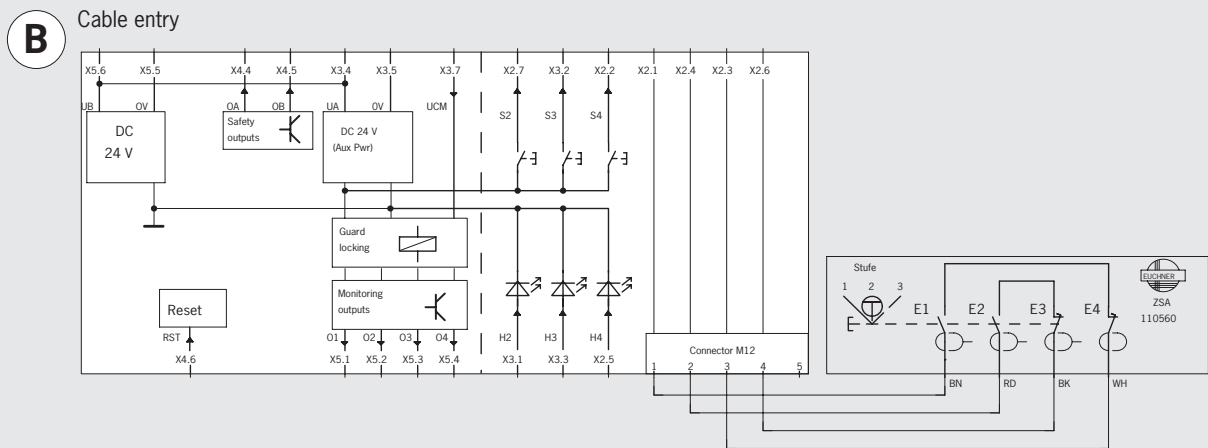 B
Cable entry
X5.6 X5.5 X4.4 X4.5 X3.4 X3.5 X3.7 X2.7 X3.2 X2.2 X2.1 X2.4 X2.3 X2.6
UB OV OA OB UA OV UCM
S2 S3 S4
DC
24 V
Safety
outputs
DC 24 V
(Aux Pwr)
Guard
locking
Monitoring
outputs
Reset
RST
X4.6
O1 O2 O3 O4
X5.1 X5.2 X5.3 X5.4
H2 H3 H4
X3.1 X3.3 X2.5
Connector M12
1 2 3 4 5
Stufe
1 2 3
E1 E2 E3 E4
EUCHNER
ZSA
110560
BN RD BK WH